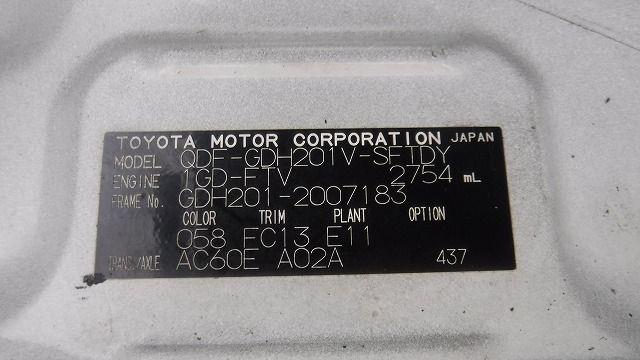 TOYOTA MOTOR CORPORATION JAPAN
MODEL QDF-GDH201V-SFTDY
ENGINE 1GD-FTV 2754 mL
FRAME No. GDH201-2007183
COLOR TRIM PLANT OPTION
058 FC13 E11
TRANS./AXLE AC60E A02A 437